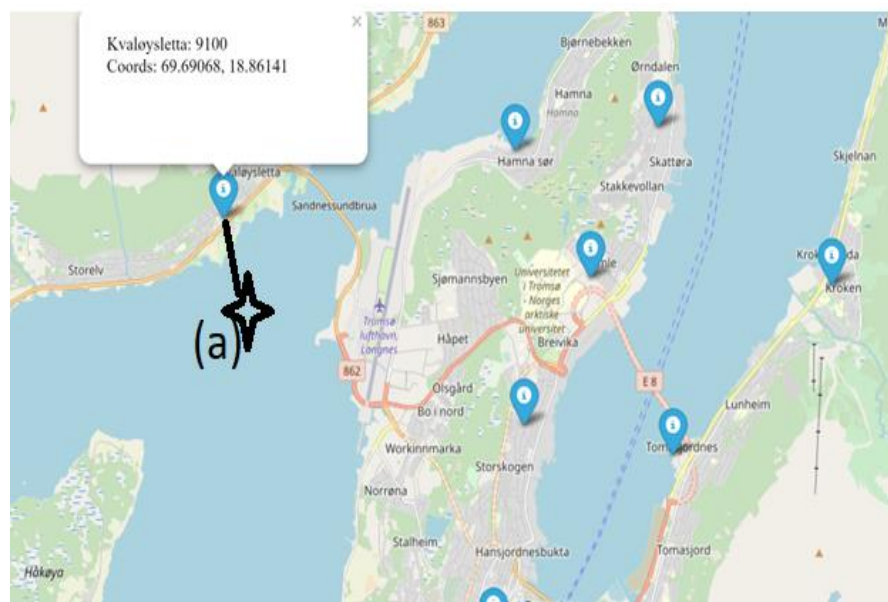 Kvaløysletta: 9100
Coords: 69.69068, 18.86141
×
863
Bjørnebekken
Ørndalen
Hamna
Hamna
Hamna sør
Skattøra
Skjelnan
Stakkevollan
Sandnessundbrua
Storelv
Sjømannsbyen
Universitetet
i Tromsø
- Norges
arktiske
universitet
Kroken
Tromsø
lufthavn,
Langnes
(a)
Håpet
Breivika
862
E 8
Olsgård
Bo i nord
Lunheim
Workinnmarka
Storskogen
Norrøna
Stalheim
Hansjordnesbukta
Tomasjord
Håkøya